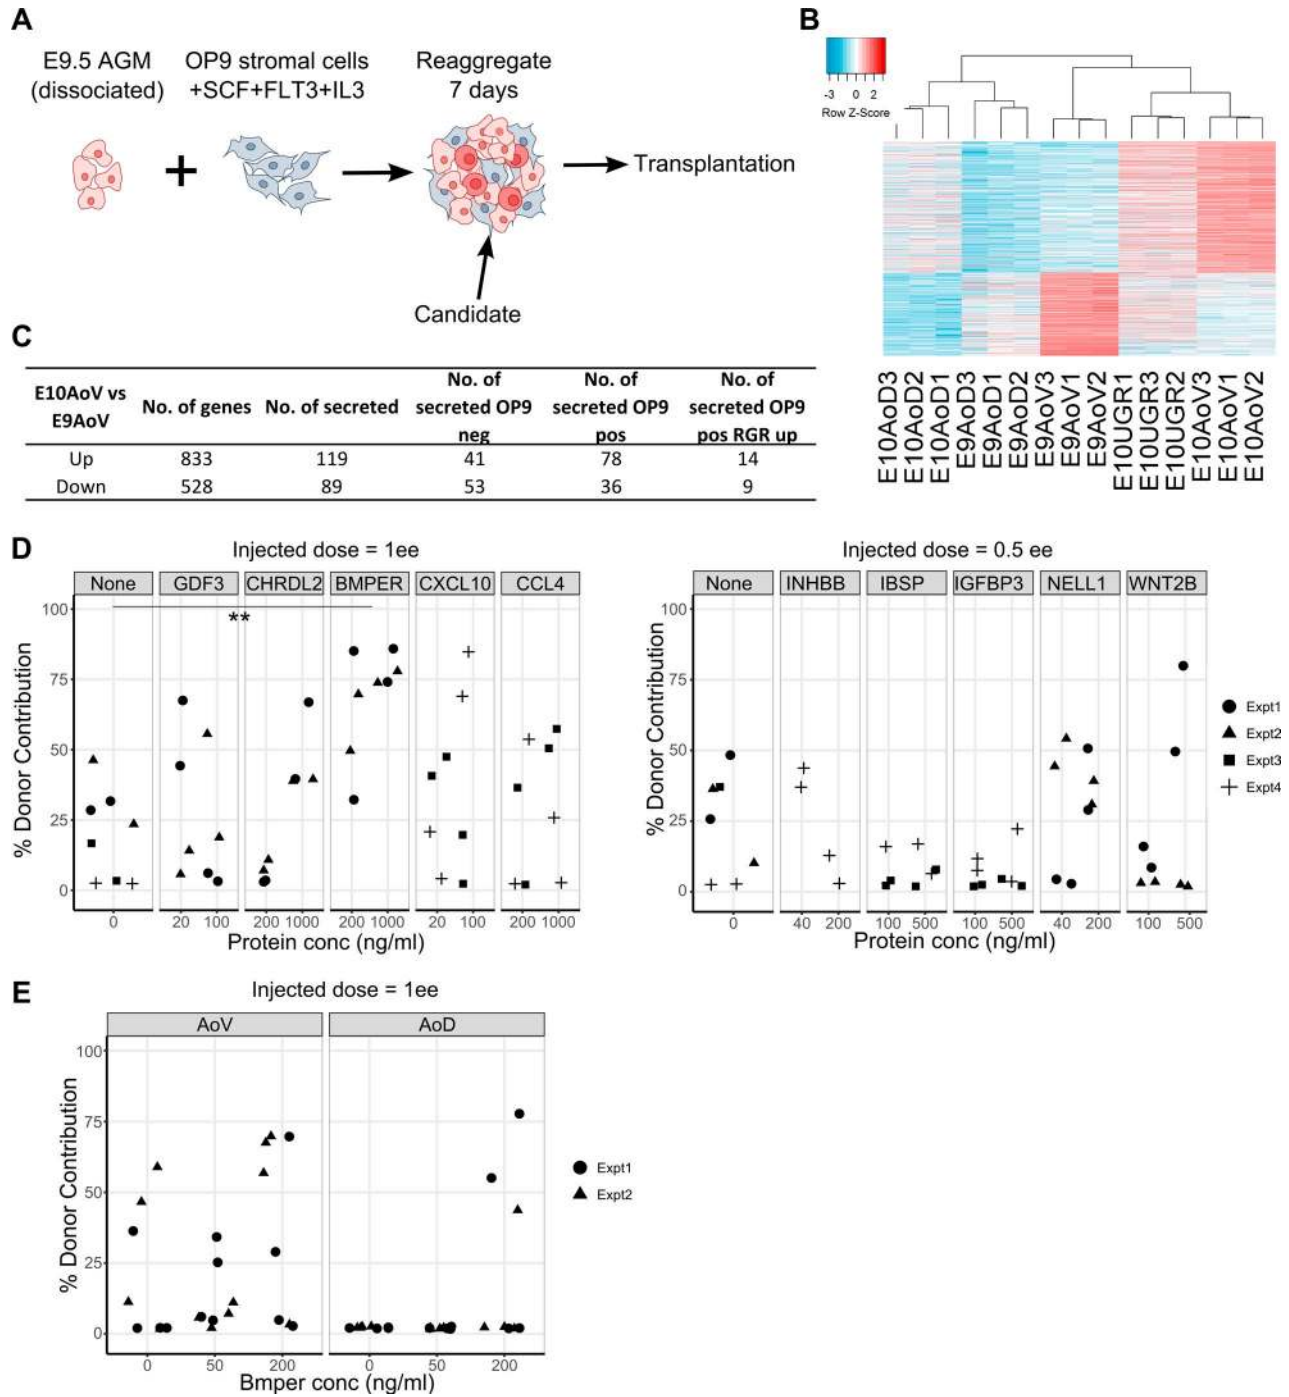 A
E9.5 AGM
(dissociated)
OP9 stromal cells
+SCF+FLT3+IL3
Reaggregate
7 days
Transplantation
Candidate
B
-3 0 2
Row Z-Score
E10AoD3
E10AoD2
E10AoD1
E9AoD3
E9AoD1
E9AoD2
E9AoV3
E9AoV1
E9AoV2
E10UGR1
E10UGR3
E10UGR2
E10AoV3
E10AoV1
E10AoV2
C
E10AoV vs
E9AoV
No. of genes
No. of secreted
No. of
secreted OP9
neg
No. of
secreted OP9
pos
No. of
secreted OP9
pos RGR up
Up 833 119 41 78 14
Down 528 89 53 36 9
D
Injected dose = 1ee
None GDF3 CHRDL2 BMPER CXCL10 CCL4
**
% Donor Contribution
100
75
50
25
0
0 20 100 200 1000 200 1000 20 100 200 1000
Protein conc (ng/ml)
Injected dose = 0.5 ee
None INHBB IBSP IGFBP3 NELL1 WNT2B
% Donor Contribution
100
75
50
25
0
0 40 200 100 500 100 500 40 200 100 500
Protein conc (ng/ml)
Expt1
Expt2
Expt3
Expt4
E
Injected dose = 1ee
AoV AoD
% Donor Contribution
100
75
50
25
0
0 50 200 0 50 200
Bmper conc (ng/ml)
Expt1
Expt2